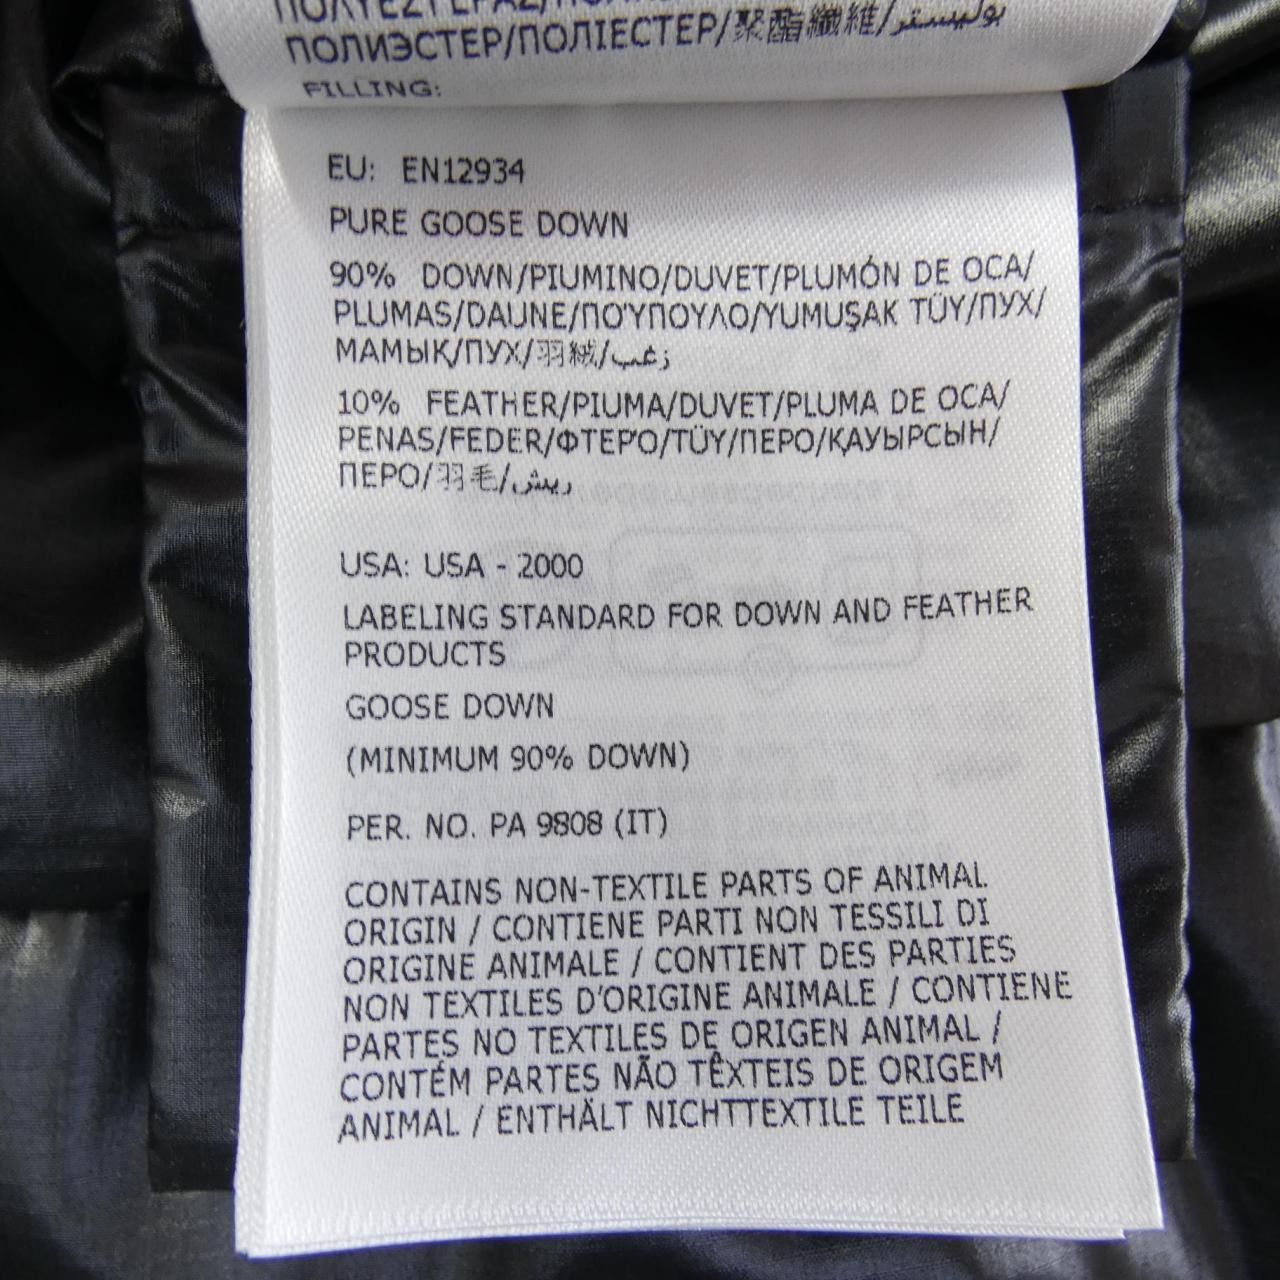 ПОЛИЭСТЕР/ПОЛІЕСТЕР/聚酯纖維/بوليستر
FILLING:
EU: EN12934
PURE GOOSE DOWN
90% DOWN/PIUMINO/DUVET/PLUMÓN DE OCA/
PLUMAS/DAUNE/ΠΟΎΠΟΥΛΟ/YUMUŞAK TÜY/ПУХ/
МАМЫҚ/ПУХ/羽絨/زغب
10% FEATHER/PIUMA/DUVET/PLUMA DE OCA/
PENAS/FEDER/ΦΤΕΡΌ/TÜY/ПЕРО/ҚАУЫРСЫН/
ПЕРО/羽毛/ريش
USA: USA - 2000
LABELING STANDARD FOR DOWN AND FEATHER
PRODUCTS
GOOSE DOWN
(MINIMUM 90% DOWN)
PER. NO. PA 9808 (IT)
CONTAINS NON-TEXTILE PARTS OF ANIMAL
ORIGIN / CONTIENE PARTI NON TESSILI DI
ORIGINE ANIMALE / CONTIENT DES PARTIES
NON TEXTILES D'ORIGINE ANIMALE / CONTIENE
PARTES NO TEXTILES DE ORIGEN ANIMAL /
CONTÉM PARTES NÃO TÊXTEIS DE ORIGEM
ANIMAL / ENTHÄLT NICHTTEXTILE TEILE